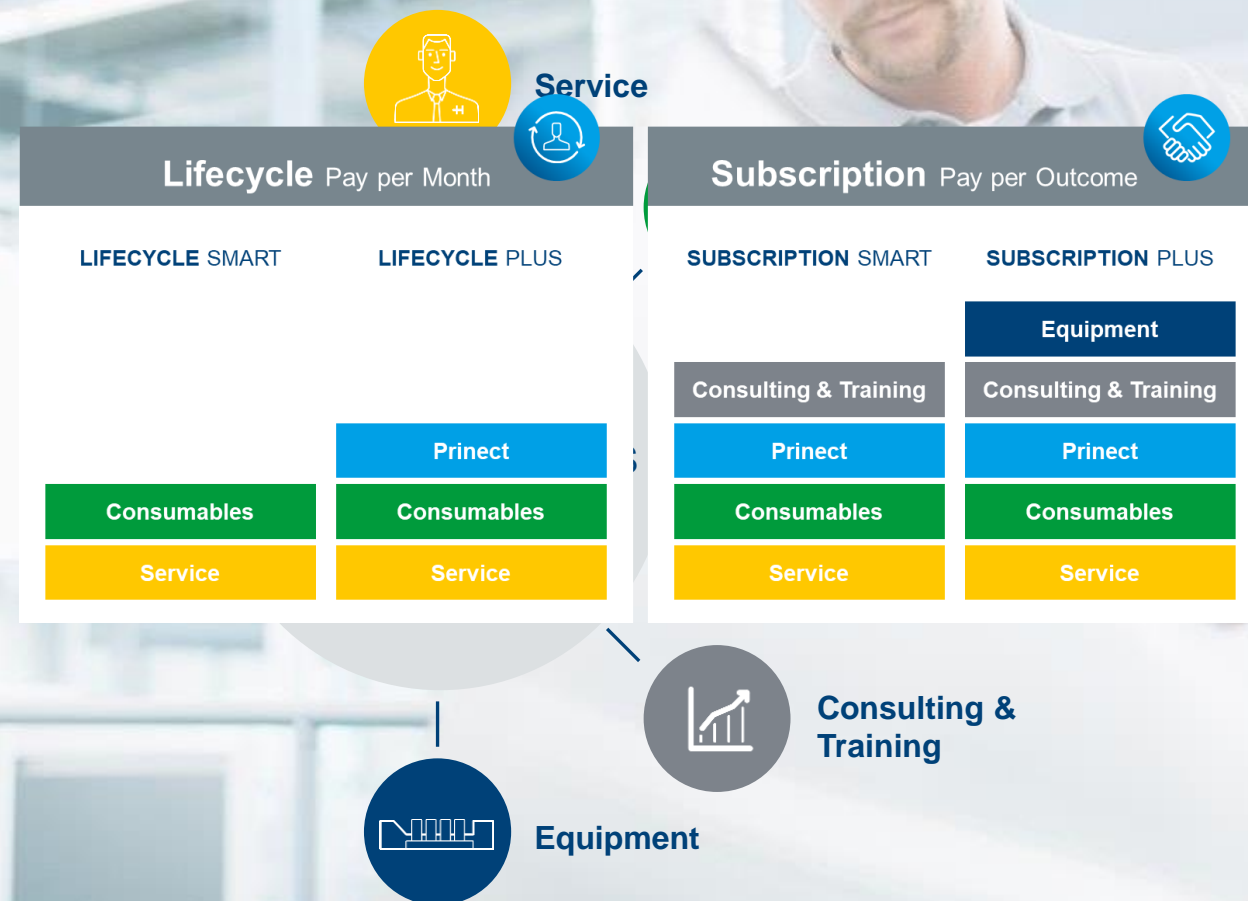 Service
Lifecycle Pay per Month
Subscription Pay per Outcome
LIFECYCLE SMART
LIFECYCLE PLUS
SUBSCRIPTION SMART
SUBSCRIPTION PLUS
Equipment
Consulting & Training
Consulting & Training
Prinect
Prinect
Prinect
Consumables
Consumables
Consumables
Consumables
Service
Service
Service
Service
Consulting &
Training
Equipment